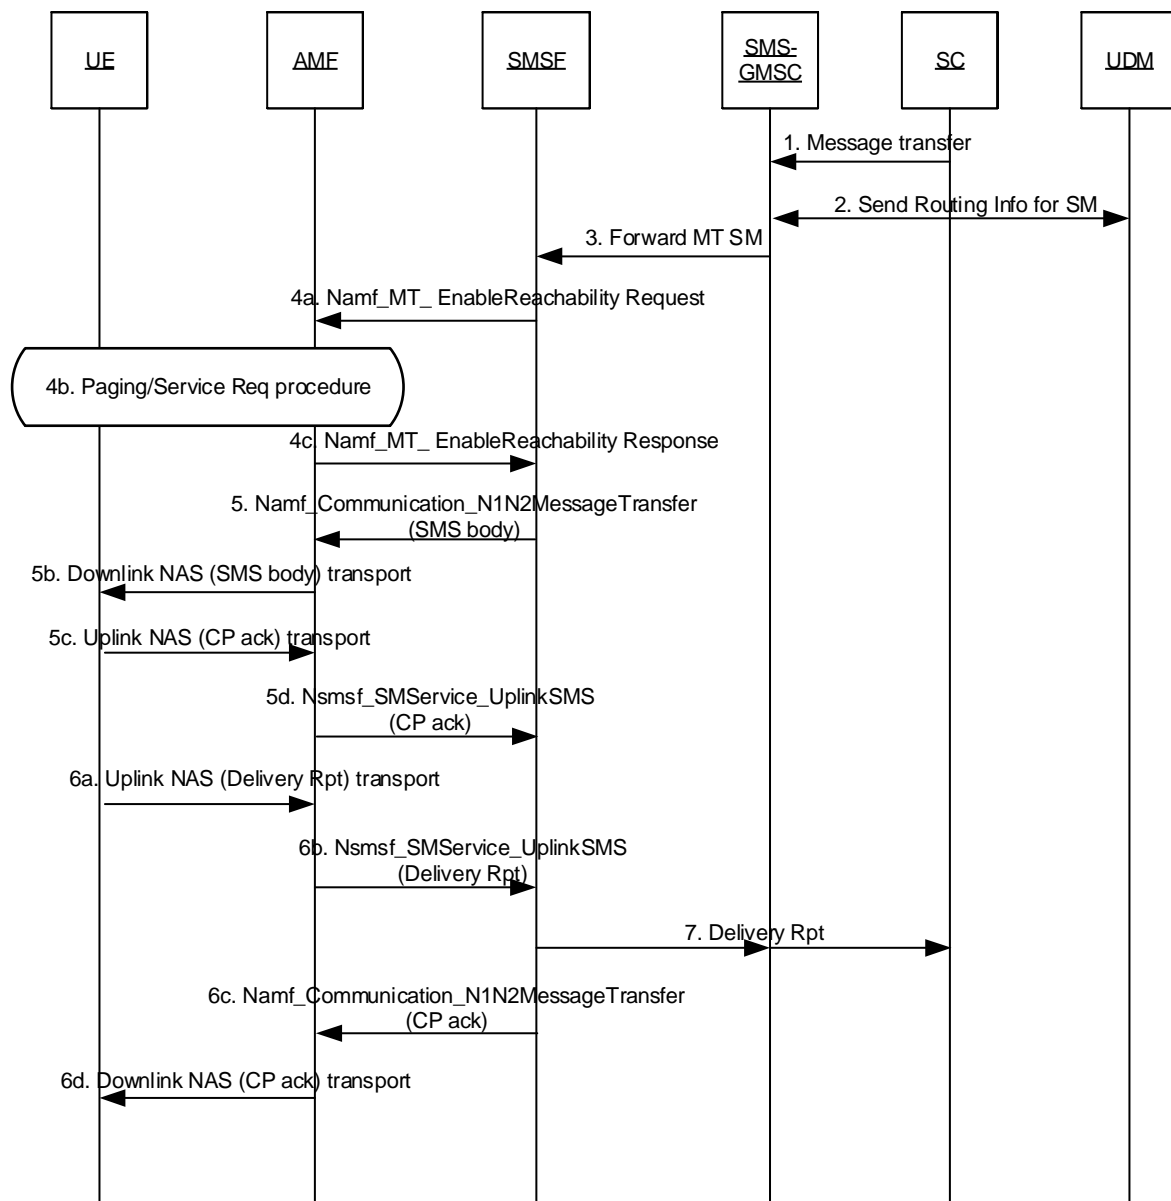 UE
AMF
SMSF
SMS-
GMSC
SC
UDM
1. Message transfer
2. Send Routing Info for SM
3. Forward MT SM
4a. Namf_MT_ EnableReachability Request
4b. Paging/Service Req procedure
4c. Namf_MT_ EnableReachability Response
5. Namf_Communication_N1N2MessageTransfer
(SMS body)
5b. Downlink NAS (SMS body) transport
5c. Uplink NAS (CP ack) transport
5d. Nsmsf_SMService_UplinkSMS
(CP ack)
6a. Uplink NAS (Delivery Rpt) transport
6b. Nsmsf_SMService_UplinkSMS
(Delivery Rpt)
7. Delivery Rpt
6c. Namf_Communication_N1N2MessageTransfer
(CP ack)
6d. Downlink NAS (CP ack) transport